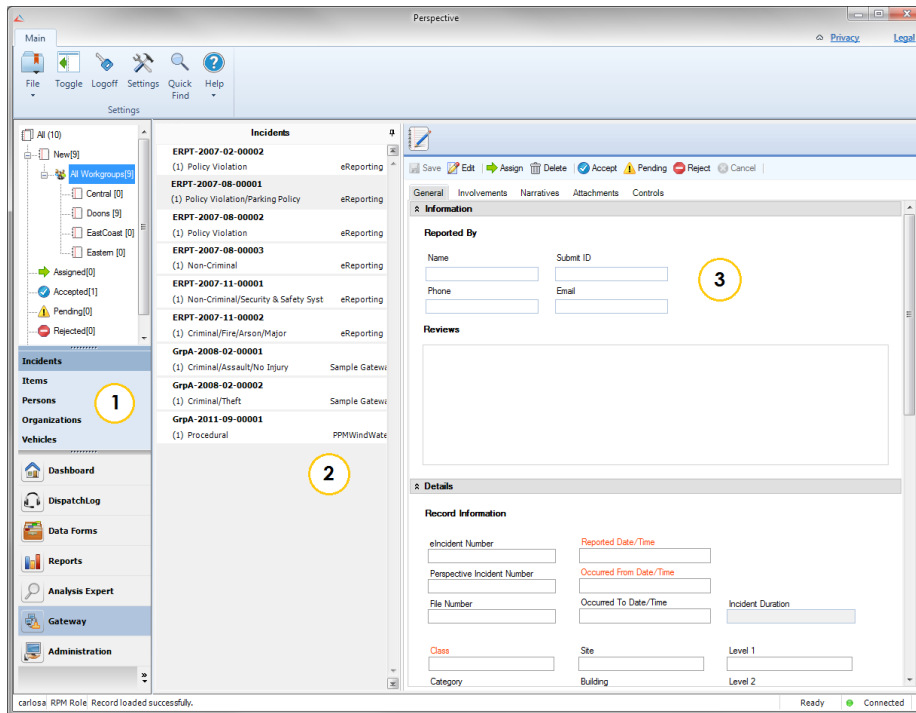 Perspective
Main
Privacy Legal
File Toggle Logoff Settings Quick Find Help
Settings
All (10)
New[9]
All Workgroups[9]
Central [0]
Doons [9]
EastCoast [0]
Eastern [0]
Assigned[0]
Accepted[1]
Pending[0]
Rejected[0]
Incidents
Items
Persons
1
Organizations
Vehicles
Dashboard
DispatchLog
Data Forms
Reports
Analysis Expert
Gateway
Administration
Incidents
ERPT-2007-02-00002
(1) Policy Violation eReporting
ERPT-2007-08-00001
(1) Policy Violation/Parking Policy eReporting
ERPT-2007-08-00002
(1) Policy Violation eReporting
ERPT-2007-08-00003
(1) Non-Criminal eReporting
ERPT-2007-11-00001
(1) Non-Criminal/Security & Safety Syst eReporting
ERPT-2007-11-00002
(1) Criminal/Fire/Arson/Major eReporting
GrpA-2008-02-00001
(1) Criminal/Assault/No Injury Sample Gatewa
GrpA-2008-02-00002
(1) Criminal/Theft Sample Gatewa
GrpA-2011-09-00001
(1) Procedural PPMWindWate
2
Save Edit Assign Delete Accept Pending Reject Cancel
General Involvements Narratives Attachments Controls
Information
Reported By
Name Submit ID
3
Phone Email
Reviews
Details
Record Information
eIncident Number Reported Date/Time
Perspective Incident Number Occurred From Date/Time
File Number Occurred To Date/Time Incident Duration
Class Site Level 1
Category Building Level 2
carlosa RPM Role Record loaded successfully. Ready Connected